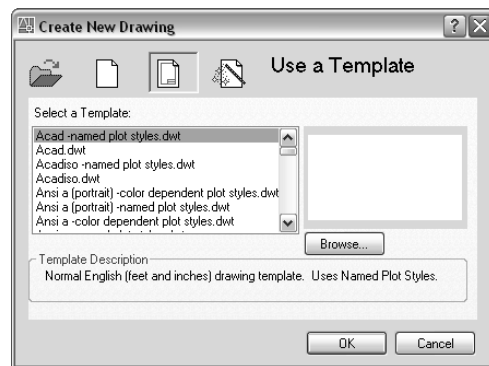 Create New Drawing
Use a Template
Select a Template:
Acad -named plot styles.dwt
Acad.dwt
Acadiso -named plot styles.dwt
Acadiso.dwt
Ansi a (portrait) -color dependent plot styles.dwt
Ansi a (portrait) -named plot styles.dwt
Ansi a -color dependent plot styles.dwt
Browse...
Template Description
Normal English (feet and inches) drawing template. Uses Named Plot Styles.
OK
Cancel